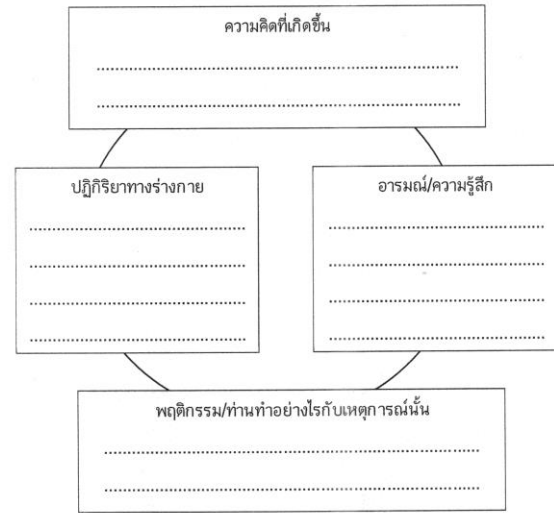 ความคิดที่เกิดขึ้น
ปฏิกิริยาทางร่างกาย
อารมณ์/ความรู้สึก
พฤติกรรม/ท่านทำอย่างไรกับเหตุการณ์นั้น